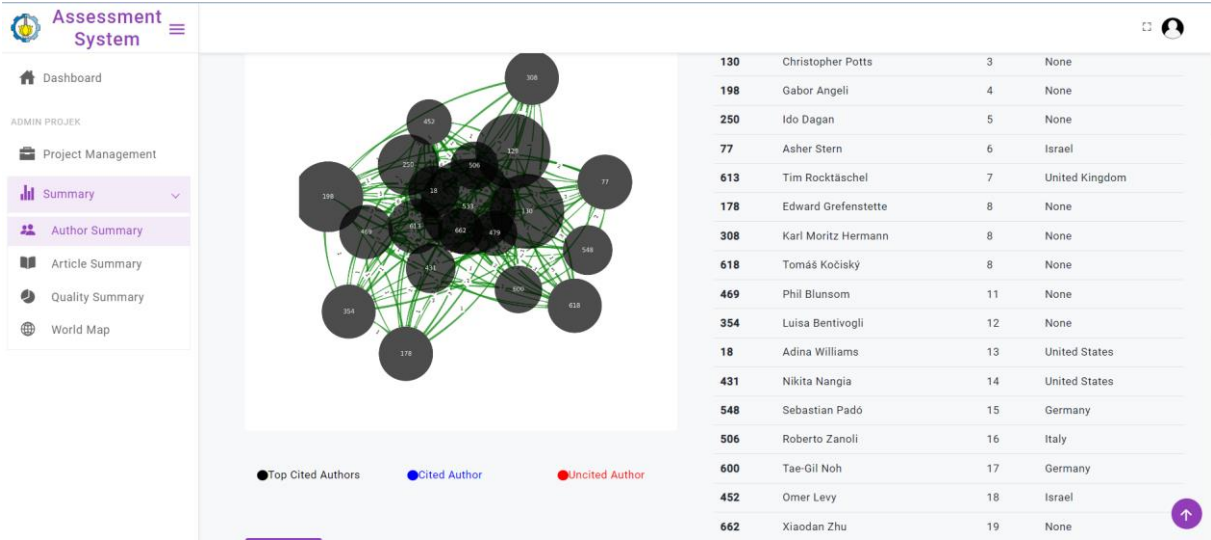 Assessment
System
Dashboard
ADMIN PROJEK
Project Management
Summary
Author Summary
Article Summary
Quality Summary
World Map
308
452
128
250
506
77
198
18
533
130
613
469
662
479
548
431
600
354
618
178
Top Cited Authors
Cited Author
Uncited Author
130 Christopher Potts 3 None
198 Gabor Angeli 4 None
250 Ido Dagan 5 None
77 Asher Stern 6 Israel
613 Tim Rocktäschel 7 United Kingdom
178 Edward Grefenstette 8 None
308 Karl Moritz Hermann 8 None
618 Tomáš Kočiský 8 None
469 Phil Blunsom 11 None
354 Luisa Bentivogli 12 None
18 Adina Williams 13 United States
431 Nikita Nangia 14 United States
548 Sebastian Padó 15 Germany
506 Roberto Zanoli 16 Italy
600 Tae-Gil Noh 17 Germany
452 Omer Levy 18 Israel
662 Xiaodan Zhu 19 None